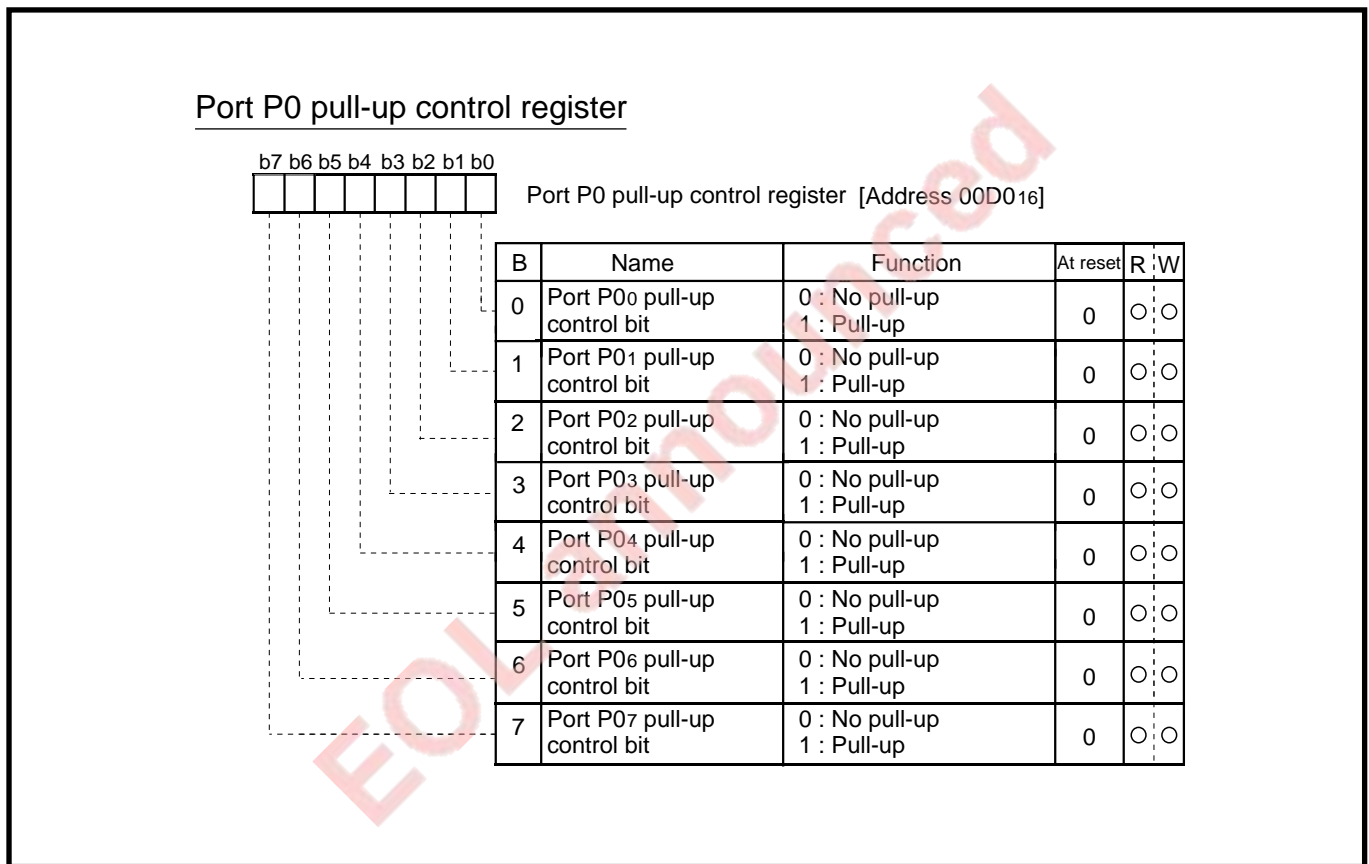 Port P0 pull-up control register
b7 b6 b5 b4 b3 b2 b1 b0
Port P0 pull-up control register [Address 00D016]
B Name Function At reset R W
0 Port P00 pull-up control bit 0 : No pull-up 1 : Pull-up 0 ○ ○
1 Port P01 pull-up control bit 0 : No pull-up 1 : Pull-up 0 ○ ○
2 Port P02 pull-up control bit 0 : No pull-up 1 : Pull-up 0 ○ ○
3 Port P03 pull-up control bit 0 : No pull-up 1 : Pull-up 0 ○ ○
4 Port P04 pull-up control bit 0 : No pull-up 1 : Pull-up 0 ○ ○
5 Port P05 pull-up control bit 0 : No pull-up 1 : Pull-up 0 ○ ○
6 Port P06 pull-up control bit 0 : No pull-up 1 : Pull-up 0 ○ ○
7 Port P07 pull-up control bit 0 : No pull-up 1 : Pull-up 0 ○ ○
EOL announced